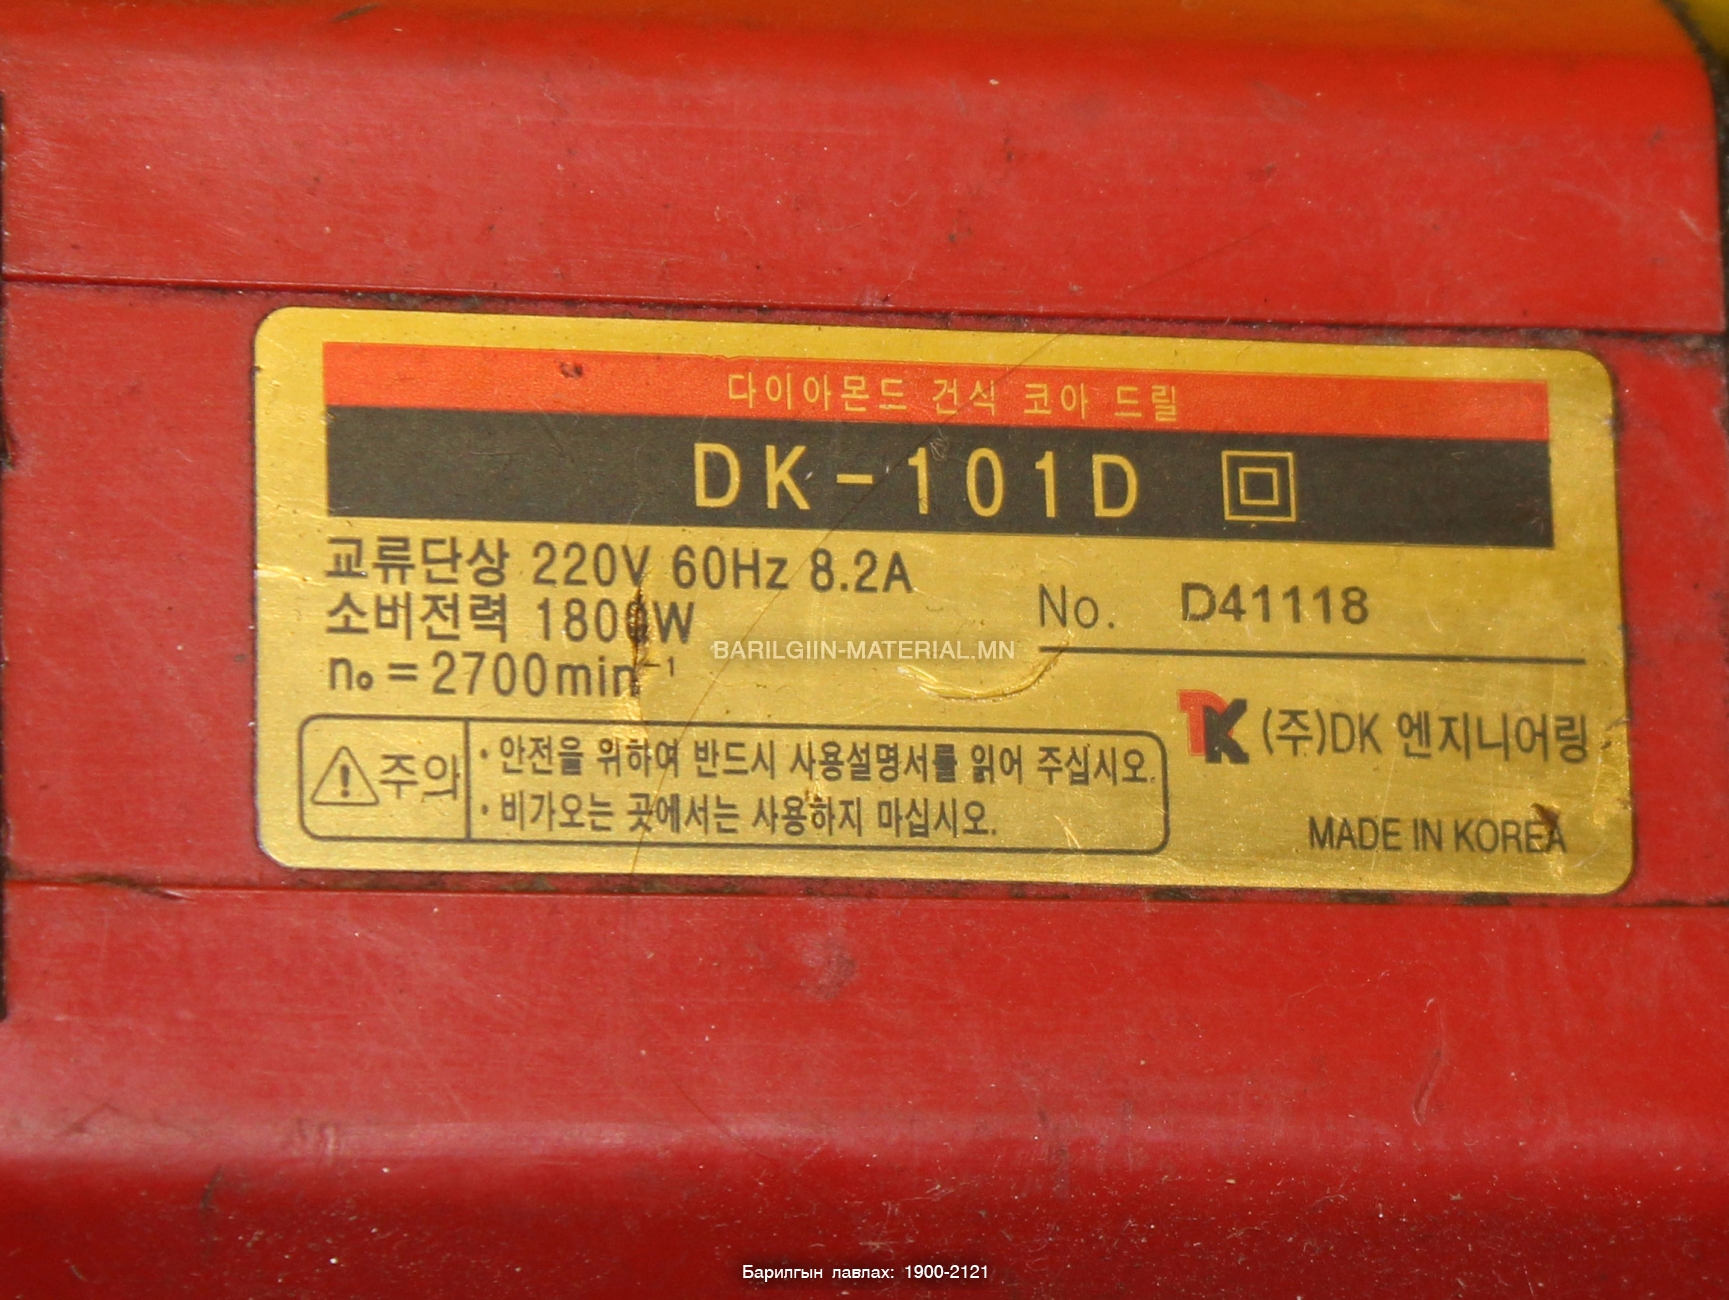 다이아몬드 건식 코아 드릴
DK-101D
교류단상 220V 60Hz 8.2A
소버전력 1800W
n₀ = 2700min⁻¹
No. D41118
BARILGIIN-MATERIAL.MN
주의
· 안전을 위하여 반드시 사용설명서를 읽어 주십시오.
· 비가오는 곳에서는 사용하지 마십시오.
DK (주)DK 엔지니어링
MADE IN KOREA
Барилгын лавлах: 1900-2121